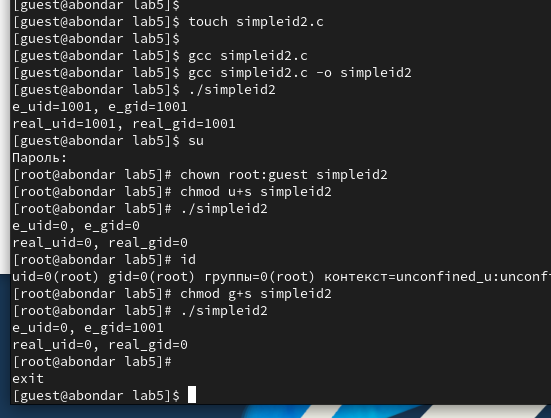 [guest@abondar lab5]$
[guest@abondar lab5]$ touch simpleid2.c
[guest@abondar lab5]$
[guest@abondar lab5]$ gcc simpleid2.c
[guest@abondar lab5]$ gcc simpleid2.c -o simpleid2
[guest@abondar lab5]$ ./simpleid2
e_uid=1001, e_gid=1001
real_uid=1001, real_gid=1001
[guest@abondar lab5]$ su
Пароль:
[root@abondar lab5]# chown root:guest simpleid2
[root@abondar lab5]# chmod u+s simpleid2
[root@abondar lab5]# ./simpleid2
e_uid=0, e_gid=0
real_uid=0, real_gid=0
[root@abondar lab5]# id
uid=0(root) gid=0(root) группы=0(root) контекст=unconfined_u:unconf
[root@abondar lab5]# chmod g+s simpleid2
[root@abondar lab5]# ./simpleid2
e_uid=0, e_gid=1001
real_uid=0, real_gid=0
[root@abondar lab5]#
exit
[guest@abondar lab5]$